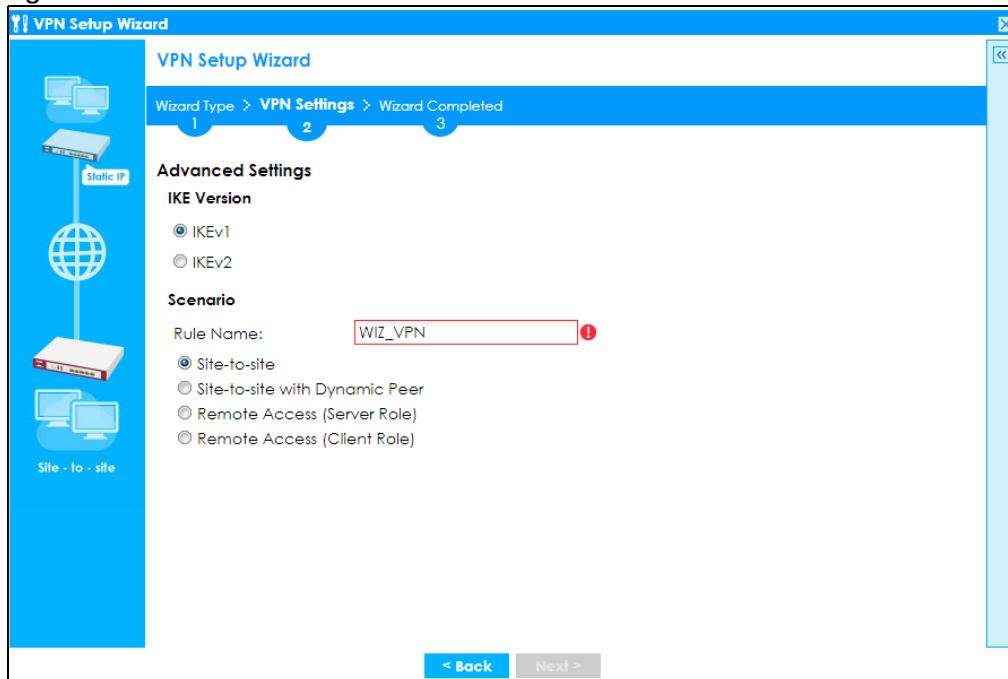 VPN Setup Wizard
VPN Setup Wizard
Wizard Type > VPN Settings > Wizard Completed
1 2 3
Static IP
Advanced Settings
IKE Version
IKEv1
IKEv2
Scenario
Rule Name: WIZ_VPN
Site-to-site
Site-to-site with Dynamic Peer
Remote Access (Server Role)
Remote Access (Client Role)
Site - to - site
< Back Next >